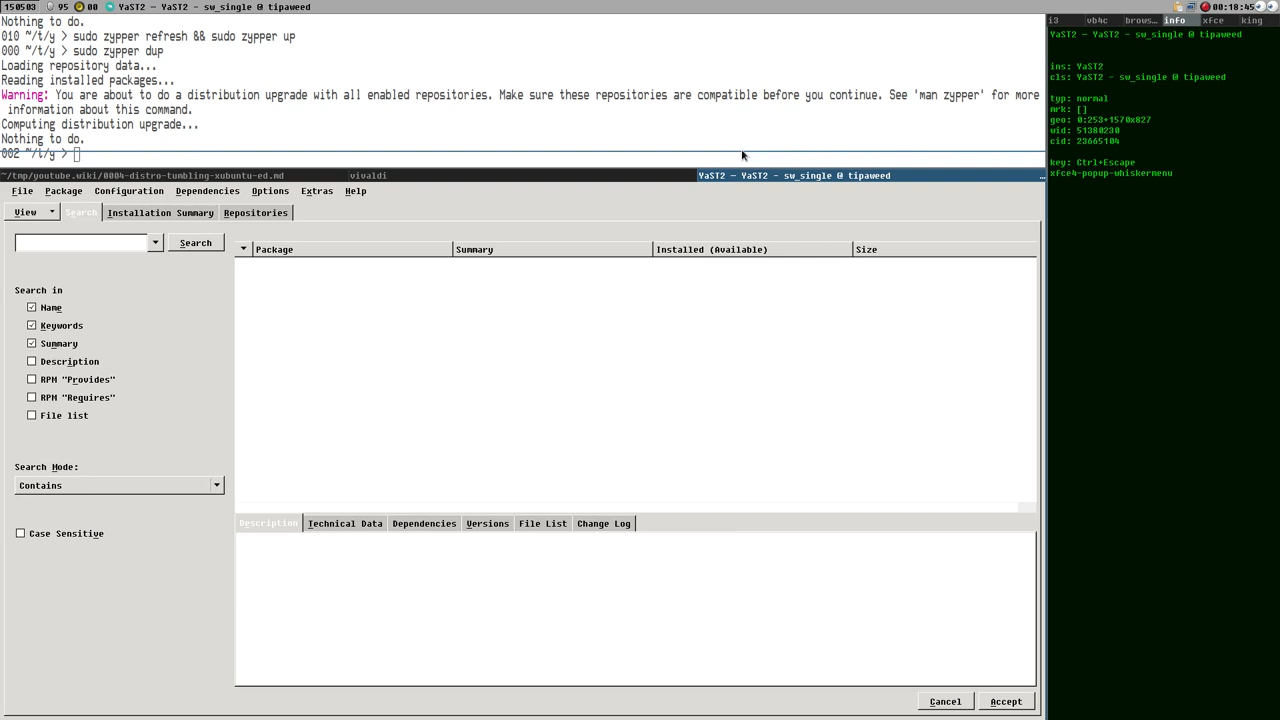 150503 95 00 YaST2 — YaST2 - sw_single @ tipaweed 00:18:45
Nothing to do.
010 ~/t/y > sudo zypper refresh && sudo zypper up
000 ~/t/y > sudo zypper dup
Loading repository data...
Reading installed packages...
Warning: You are about to do a distribution upgrade with all enabled repositories. Make sure these repositories are compatible before you continue. See 'man zypper' for more
information about this command.
Computing distribution upgrade...
Nothing to do.
002 ~/t/y >
~/tmp/youtube.wiki/0004-distro-tumbling-xubuntu-ed.md vivaldi YaST2 — YaST2 - sw_single @ tipaweed …
File Package Configuration Dependencies Options Extras Help
View Search Installation Summary Repositories
Search
Package Summary Installed (Available) Size
Search in
Name
Keywords
Summary
Description
RPM "Provides"
RPM "Requires"
File list
Search Mode:
Contains
Case Sensitive
Description Technical Data Dependencies Versions File List Change Log
Cancel Accept
i3 vb4c brows… info xfce king
YaST2 — YaST2 - sw_single @ tipaweed
ins: YaST2
cls: YaST2 - sw_single @ tipaweed
typ: normal
mrk: []
geo: 0:253+1570x827
wid: 51380230
cid: 23665104
key: Ctrl+Escape
xfce4-popup-whiskermenu